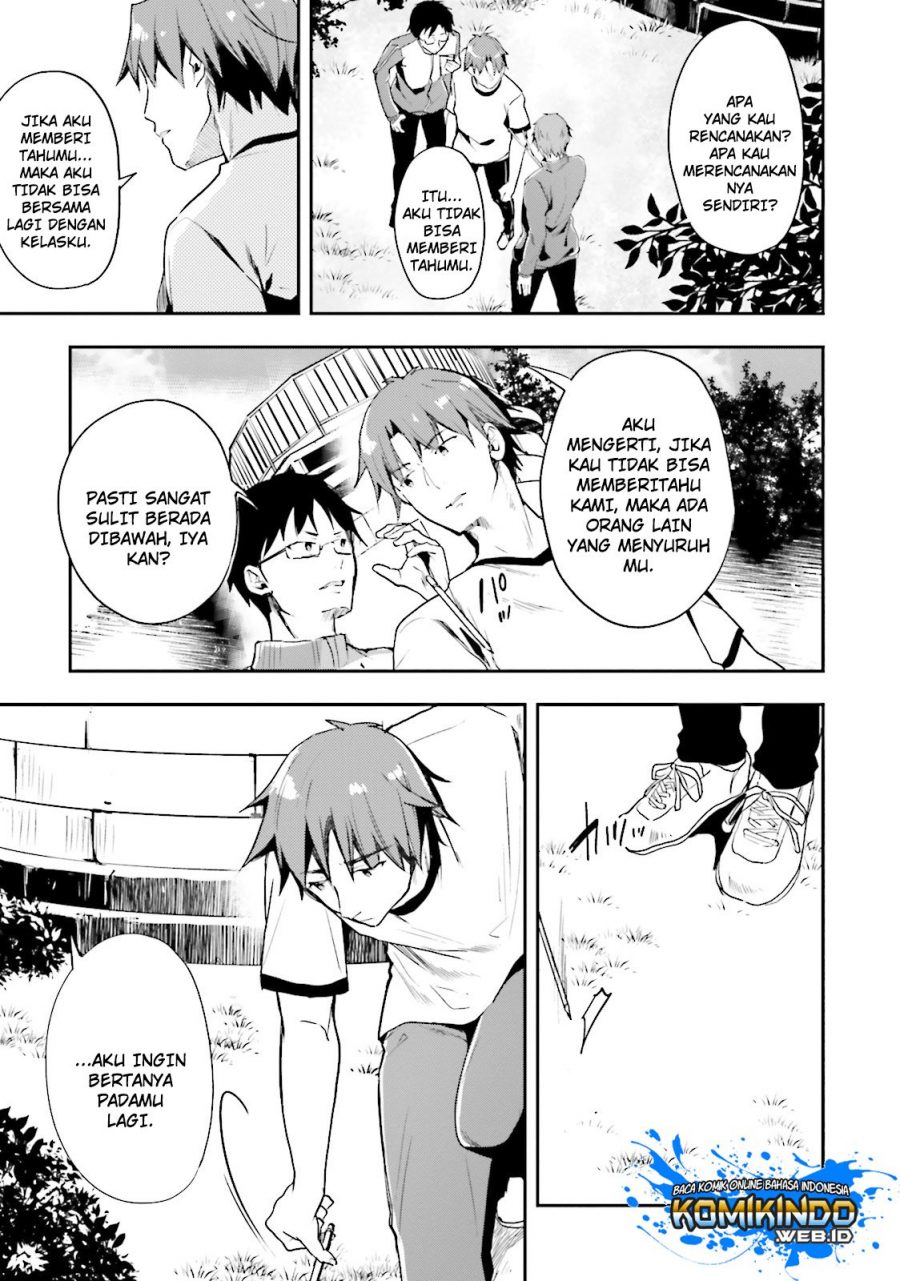 APA
YANG KAU
RENCANAKAN?
APA KAU
MERENCANAKAN
NYA
SENDIRI?
ITU...
AKU TIDAK
BISA
MEMBERI
TAHUMU.
JIKA AKU
MEMBERI
TAHUMU...
MAKA AKU
TIDAK BISA
BERSAMA
LAGI DENGAN
KELASKU.
AKU
MENGERTI, JIKA
KAU TIDAK BISA
MEMBERITAHU
KAMI, MAKA ADA
ORANG LAIN
YANG MENYURUH
MU.
PASTI SANGAT
SULIT BERADA
DIBAWAH, IYA
KAN?
...AKU INGIN
BERTANYA
PADAMU
LAGI.
BACA KOMIK ONLINE BAHASA INDONESIA
KOMIKINDO
WEB.ID